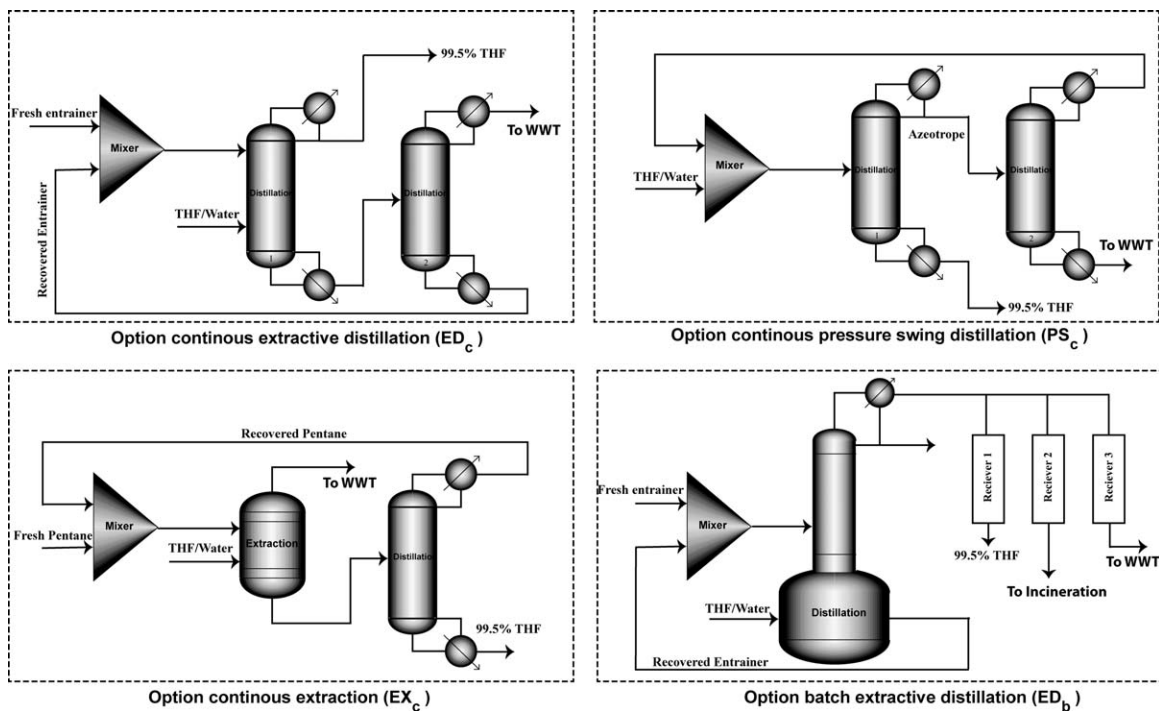 99.5% THF
Fresh entrainer
To WWT
Mixer
Distillation
Distillation
Recovered Entrainer
THF/Water
1
2
Option continous extractive distillation (EDc)
Azeotrope
Mixer
THF/Water
Distillation
Distillation
1
2
To WWT
99.5% THF
Option continous pressure swing distillation (PSc)
Recovered Pentane
To WWT
Mixer
Fresh Pentane
THF/Water
Extraction
Distillation
99.5% THF
Option continous extraction (EXc)
Fresh entrainer
Mixer
Reciever 1
Reciever 2
Reciever 3
99.5% THF
To WWT
To Incineration
THF/Water
Distillation
Recovered Entrainer
Option batch extractive distillation (EDb)